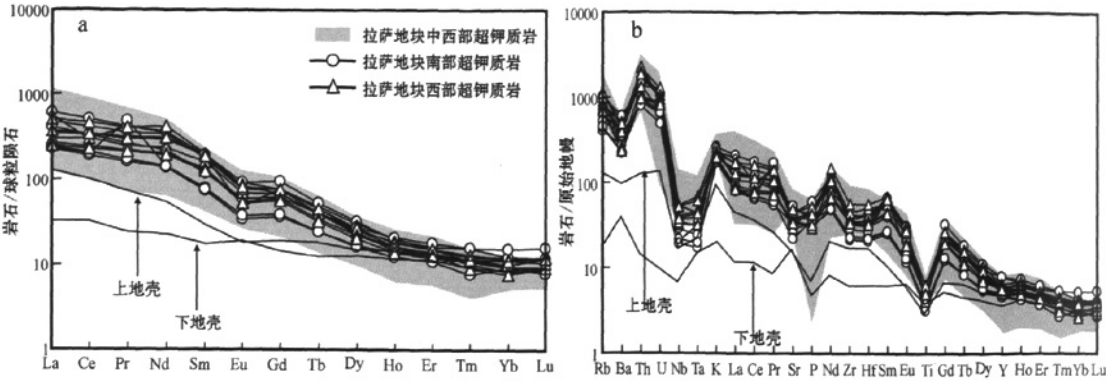 a
岩石/球粒陨石
10000
1000
100
10
1
拉萨地块中西部超钾质岩
拉萨地块南部超钾质岩
拉萨地块西部超钾质岩
上地壳
下地壳
La Ce Pr Nd Sm Eu Gd Tb Dy Ho Er Tm Yb Lu
b
岩石/原始地幔
10000
1000
100
10
1
上地壳
下地壳
Rb Ba Th U Nb Ta K La Ce Pr Sr P Nd Zr Hf Sm Eu Ti Gd Tb Dy Y Ho Er Tm Yb Lu